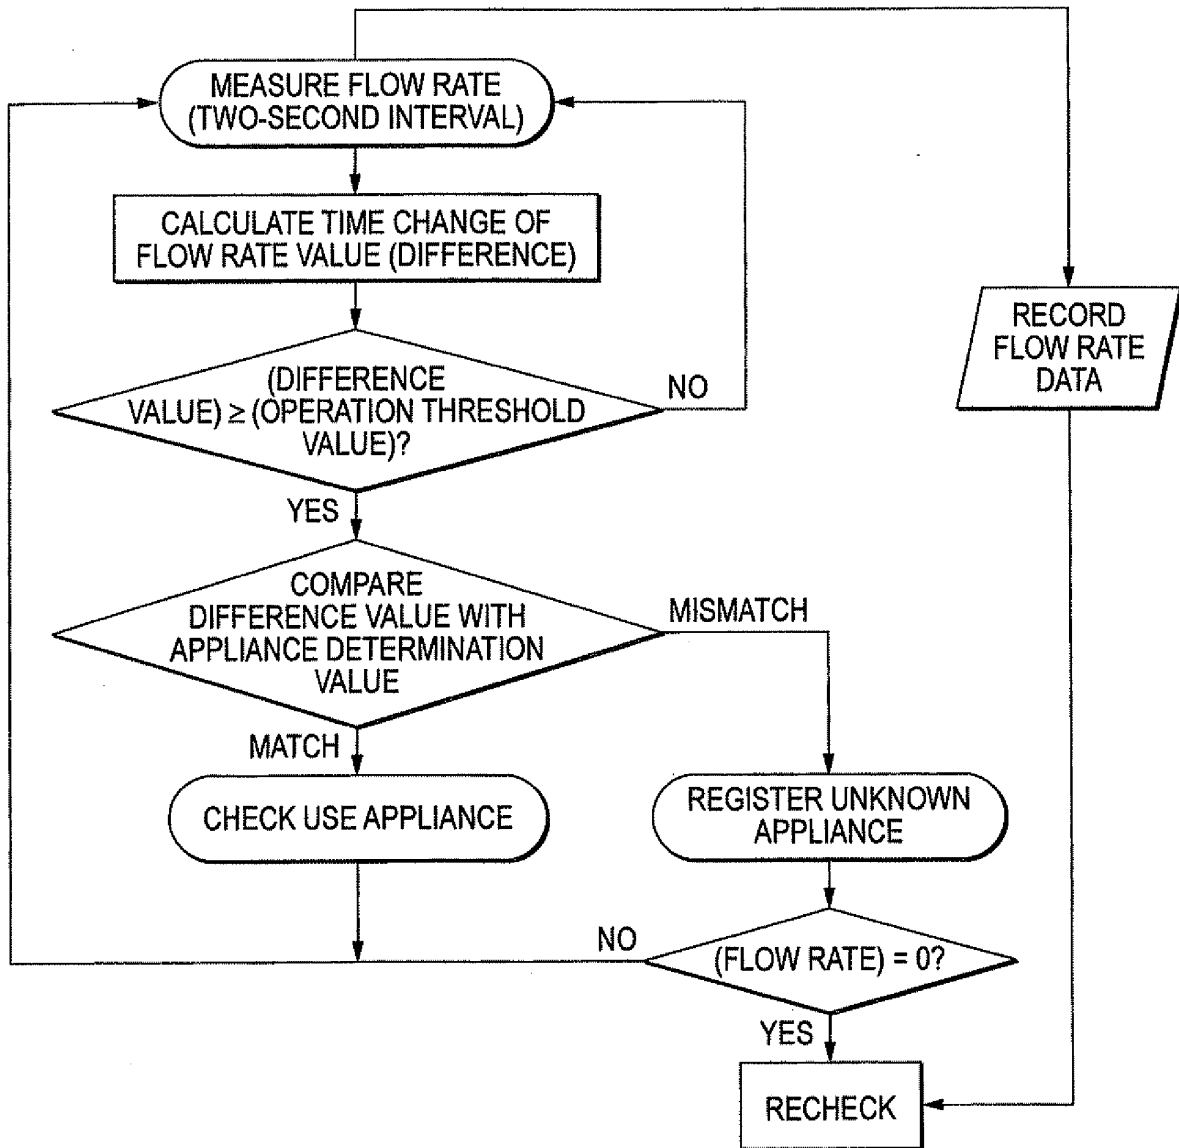 MEASURE FLOW RATE
(TWO-SECOND INTERVAL)
CALCULATE TIME CHANGE OF
FLOW RATE VALUE (DIFFERENCE)
RECORD
FLOW RATE
DATA
(DIFFERENCE
VALUE) ≥ (OPERATION THRESHOLD
VALUE)?
NO
YES
COMPARE
DIFFERENCE VALUE WITH
APPLIANCE DETERMINATION
VALUE
MISMATCH
MATCH
CHECK USE APPLIANCE
REGISTER UNKNOWN
APPLIANCE
NO
(FLOW RATE) = 0?
YES
RECHECK